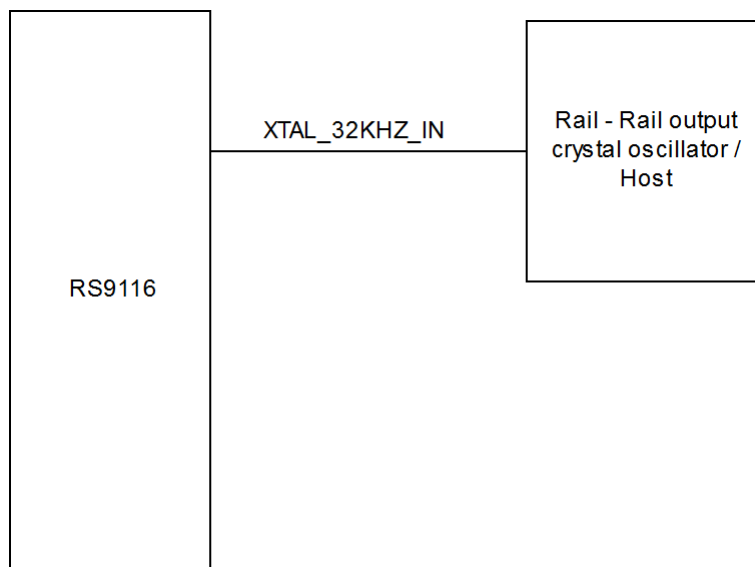 XTAL_32KHZ_IN
Rail - Rail output
crystal oscillator /
Host
RS9116